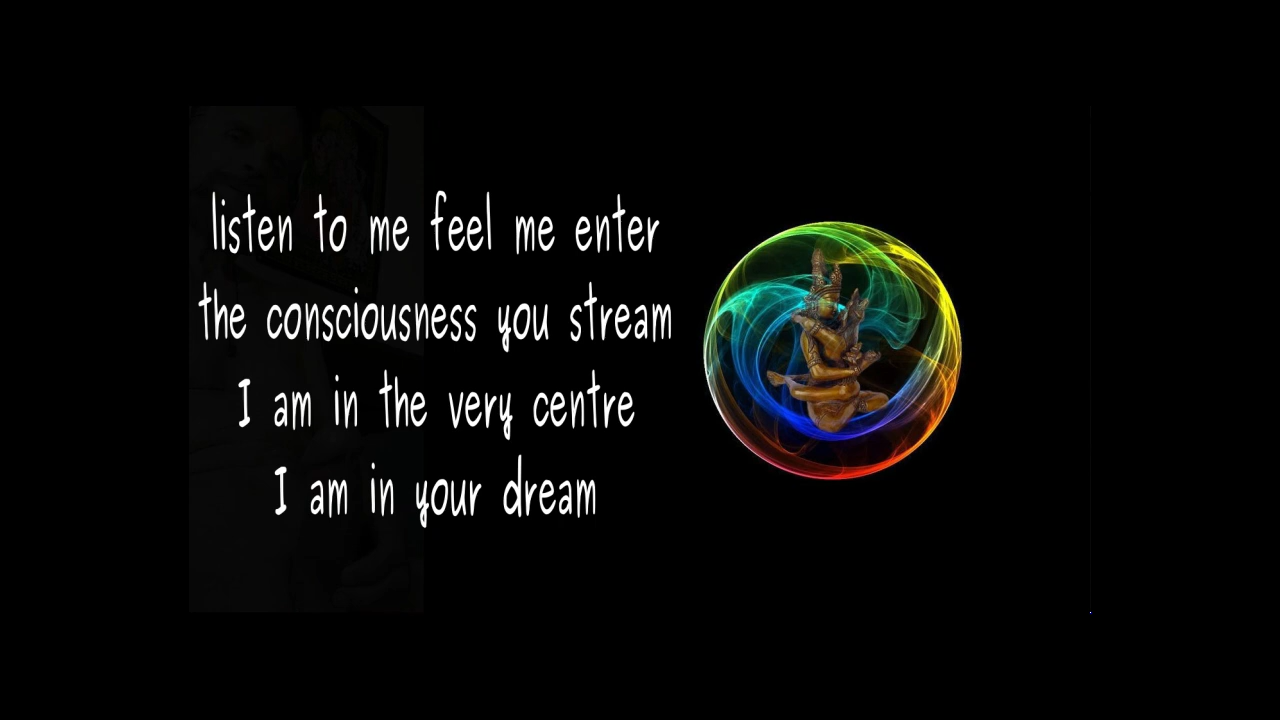 listen to me feel me enter
the consciousness you stream
I am in the very centre
I am in your dream